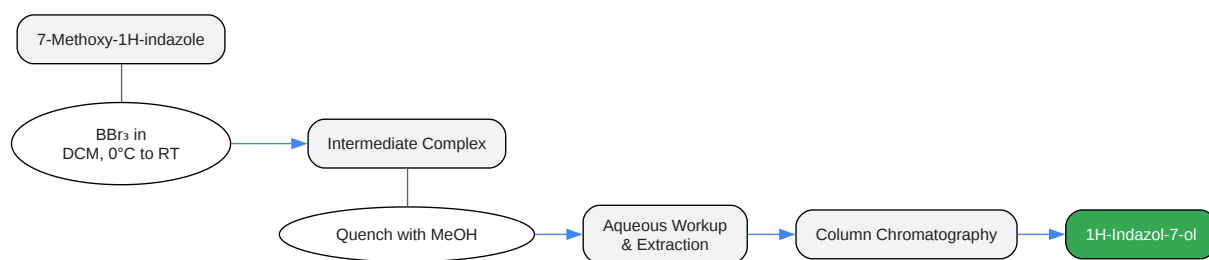 7-Methoxy-1H-indazole
BBr₃ in
DCM, 0°C to RT
Intermediate Complex
Quench with MeOH
Aqueous Workup
& Extraction
Column Chromatography
1H-Indazol-7-ol